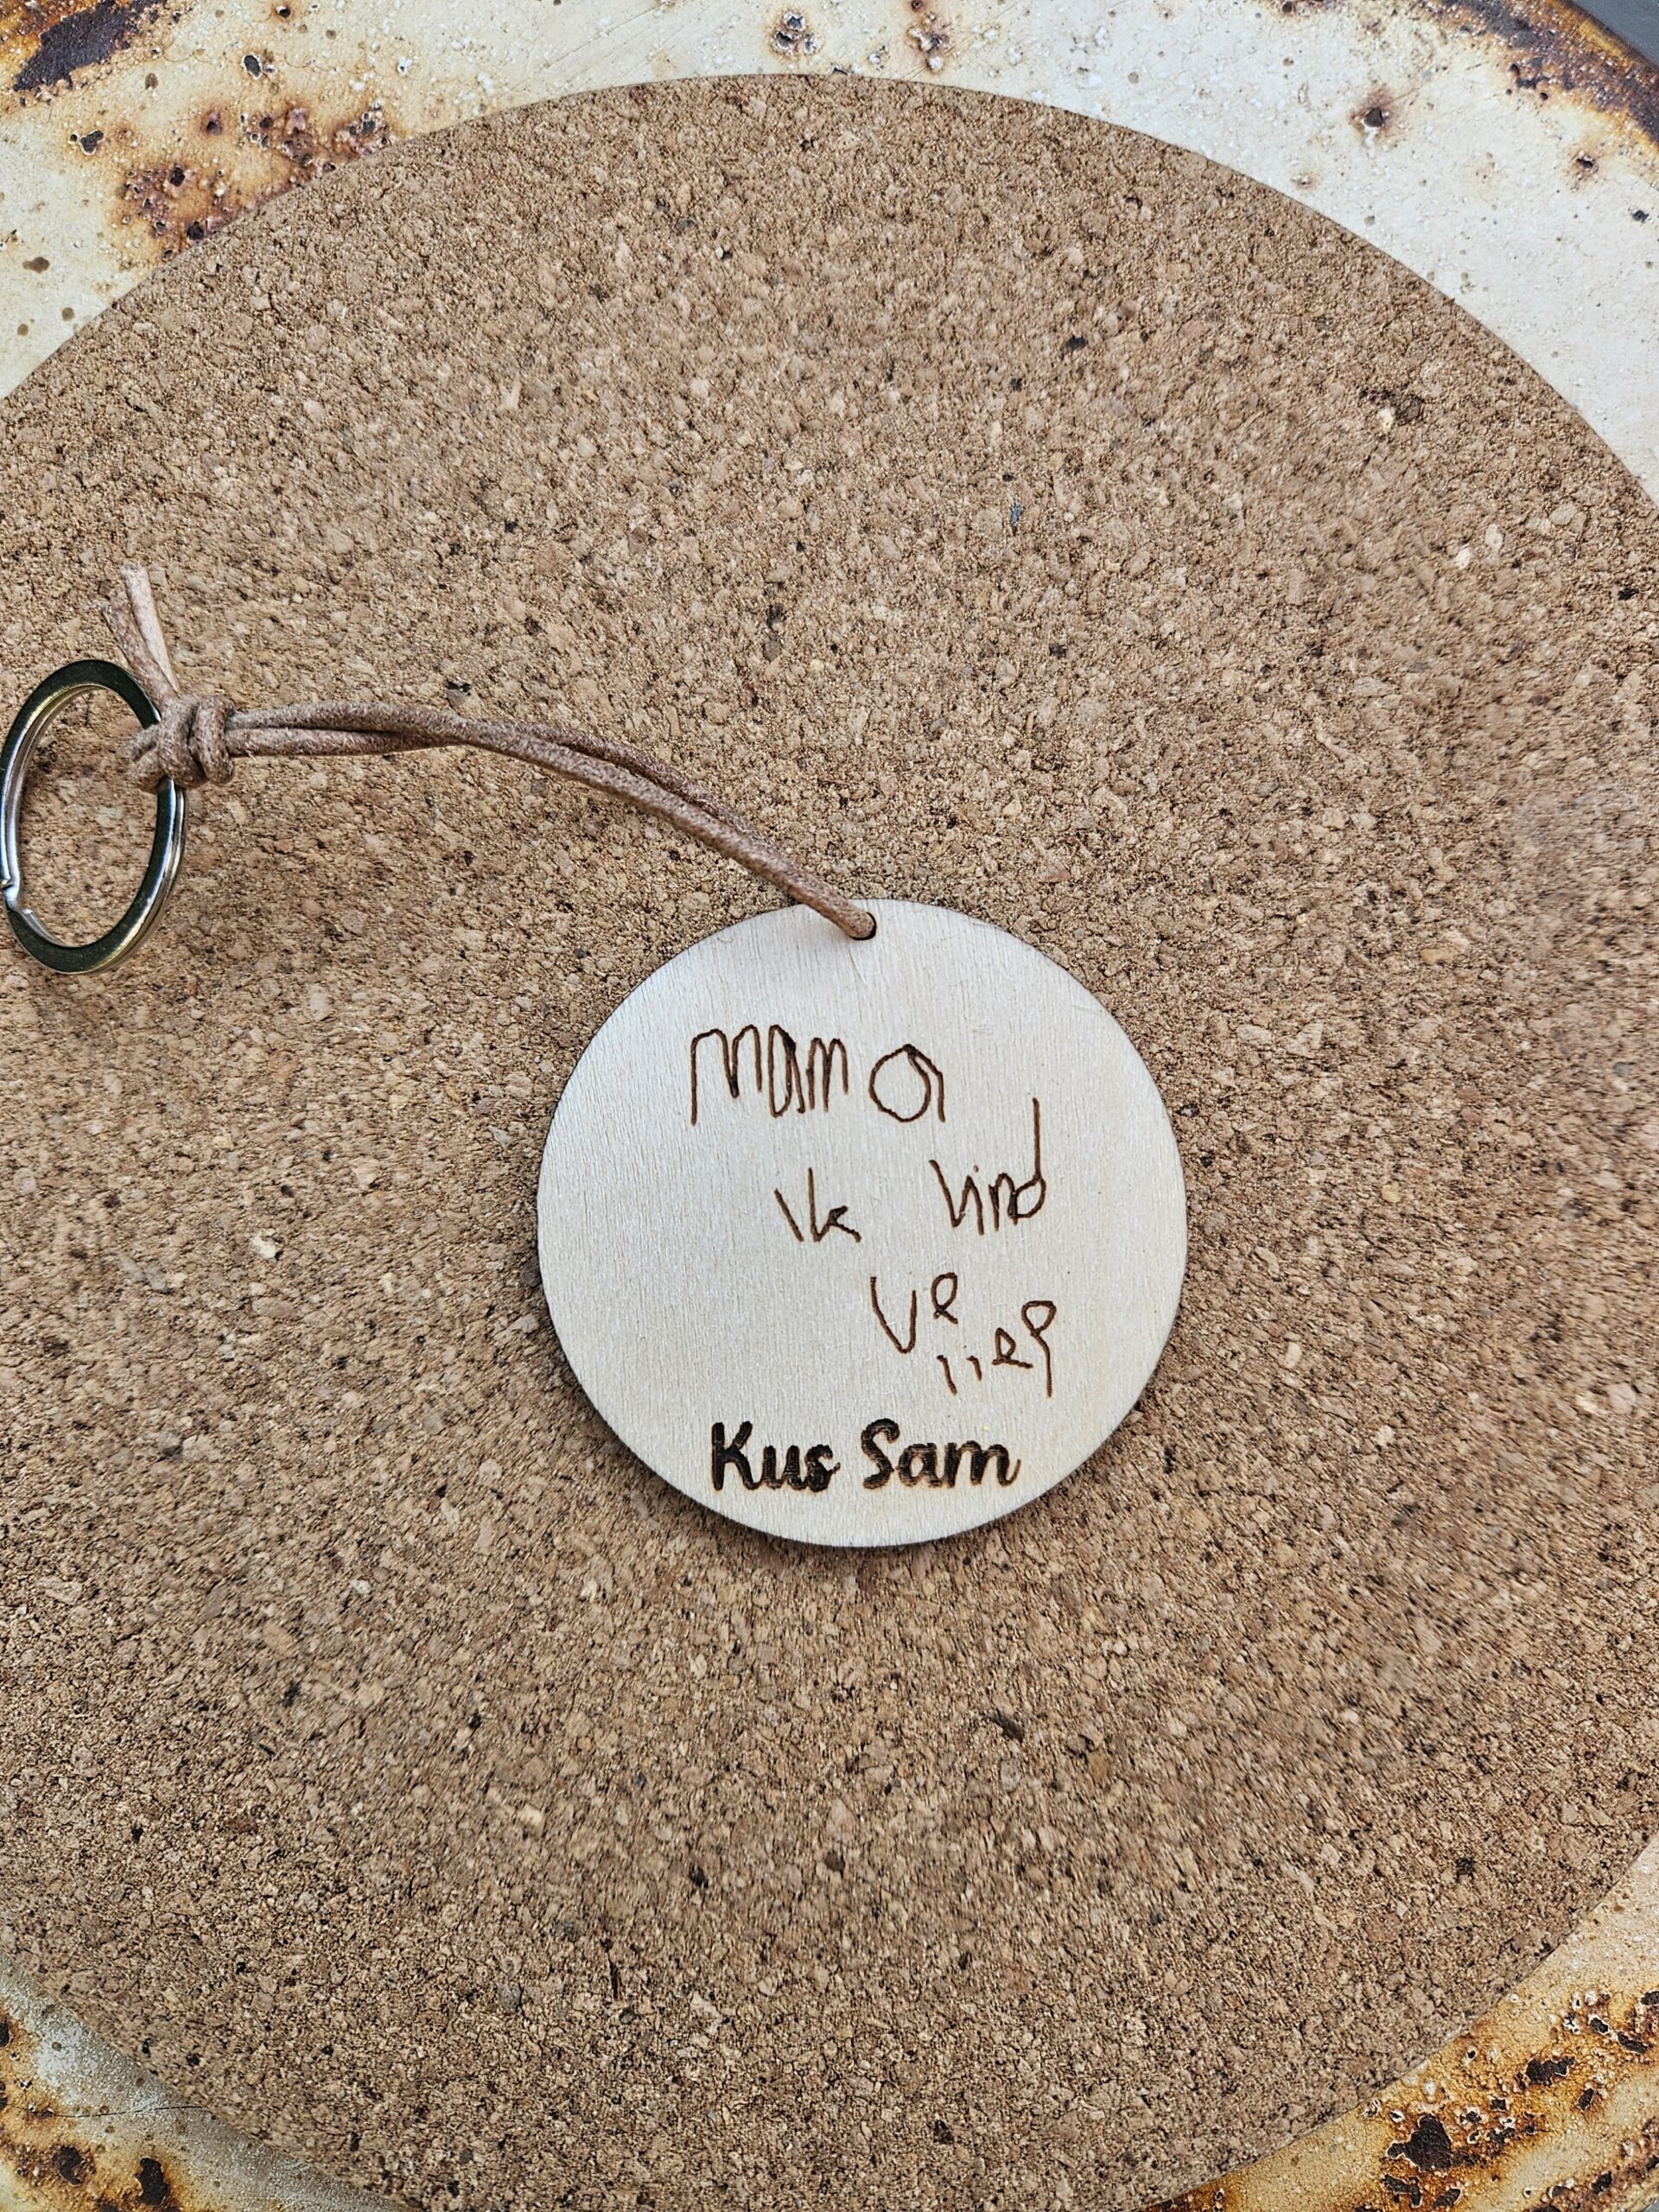 mama
ik vind
je lief
Kus Sam